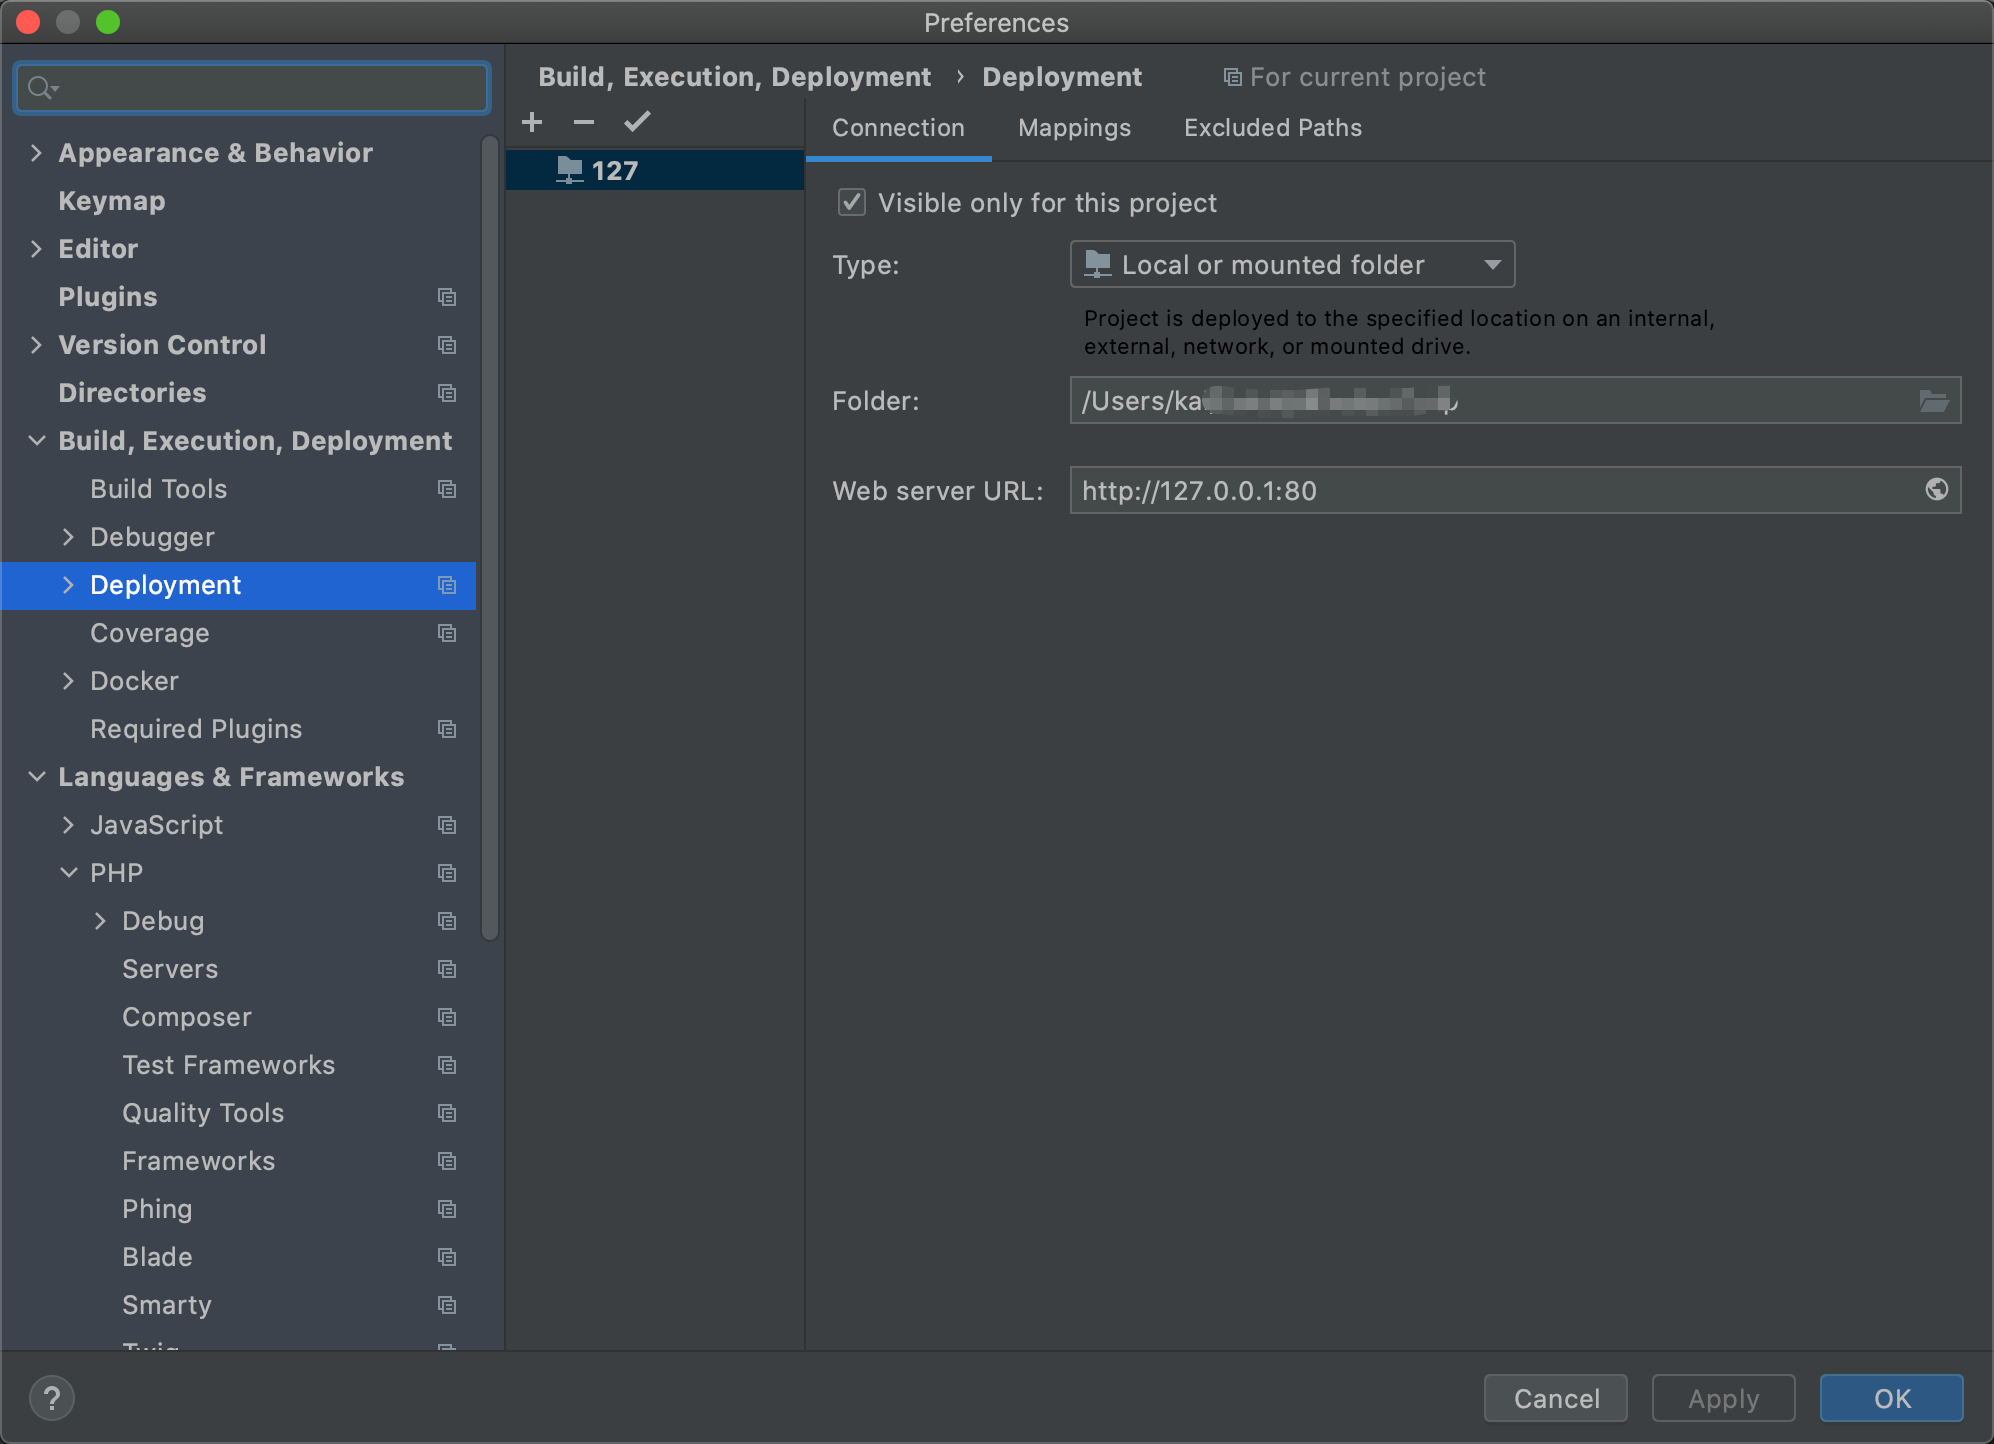 Preferences
Build, Execution, Deployment › Deployment
For current project
Appearance & Behavior
Keymap
Editor
Plugins
Version Control
Directories
Build, Execution, Deployment
Build Tools
Debugger
Deployment
Coverage
Docker
Required Plugins
Languages & Frameworks
JavaScript
PHP
Debug
Servers
Composer
Test Frameworks
Quality Tools
Frameworks
Phing
Blade
Smarty
127
Connection
Mappings
Excluded Paths
Visible only for this project
Type:
Local or mounted folder
Project is deployed to the specified location on an internal,
external, network, or mounted drive.
Folder:
/Users/
Web server URL:
http://127.0.0.1:80
?
Cancel
Apply
OK